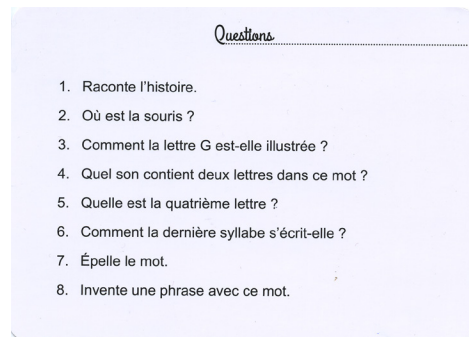 Questions
1. Raconte l'histoire.
2. Où est la souris ?
3. Comment la lettre G est-elle illustrée ?
4. Quel son contient deux lettres dans ce mot ?
5. Quelle est la quatrième lettre ?
6. Comment la dernière syllabe s'écrit-elle ?
7. Épelle le mot.
8. Invente une phrase avec ce mot.